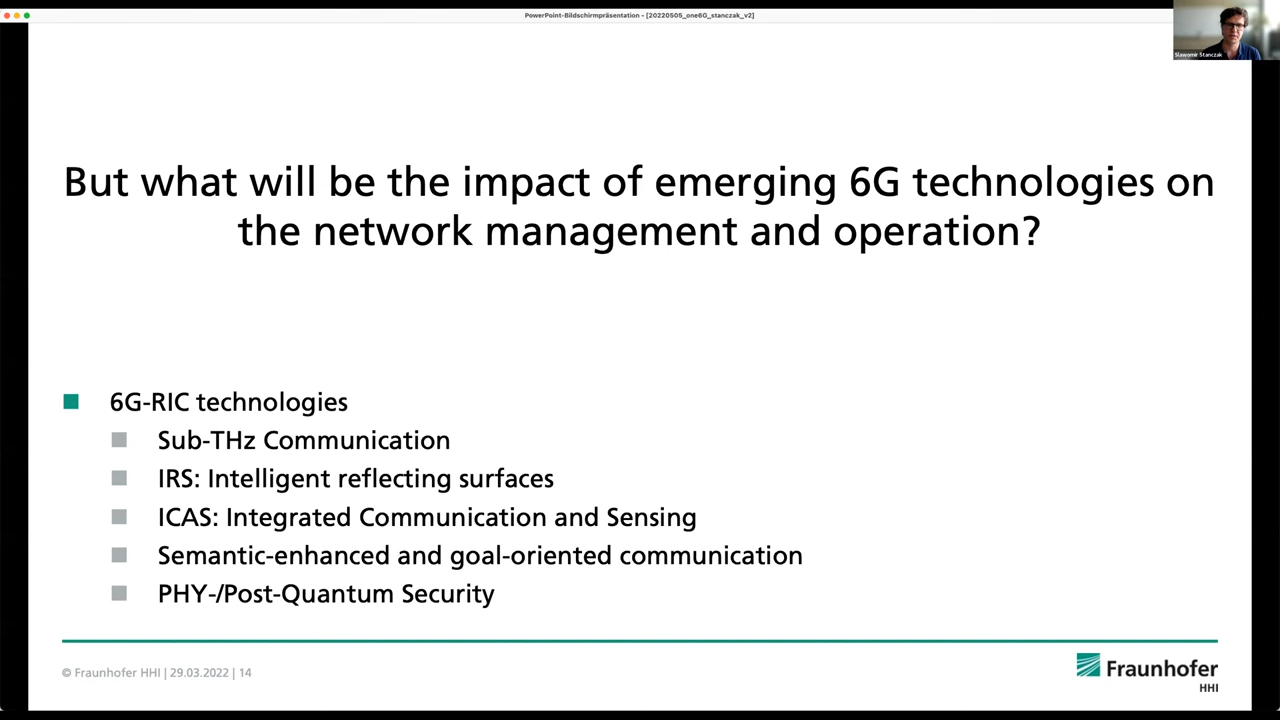 PowerPoint-Bildschirmpräsentation - [20220505_one6G_stanczak_v2]
Slawomir Stanczak
But what will be the impact of emerging 6G technologies on
the network management and operation?
6G-RIC technologies
Sub-THz Communication
IRS: Intelligent reflecting surfaces
ICAS: Integrated Communication and Sensing
Semantic-enhanced and goal-oriented communication
PHY-/Post-Quantum Security
© Fraunhofer HHI | 29.03.2022 | 14
Fraunhofer
HHI